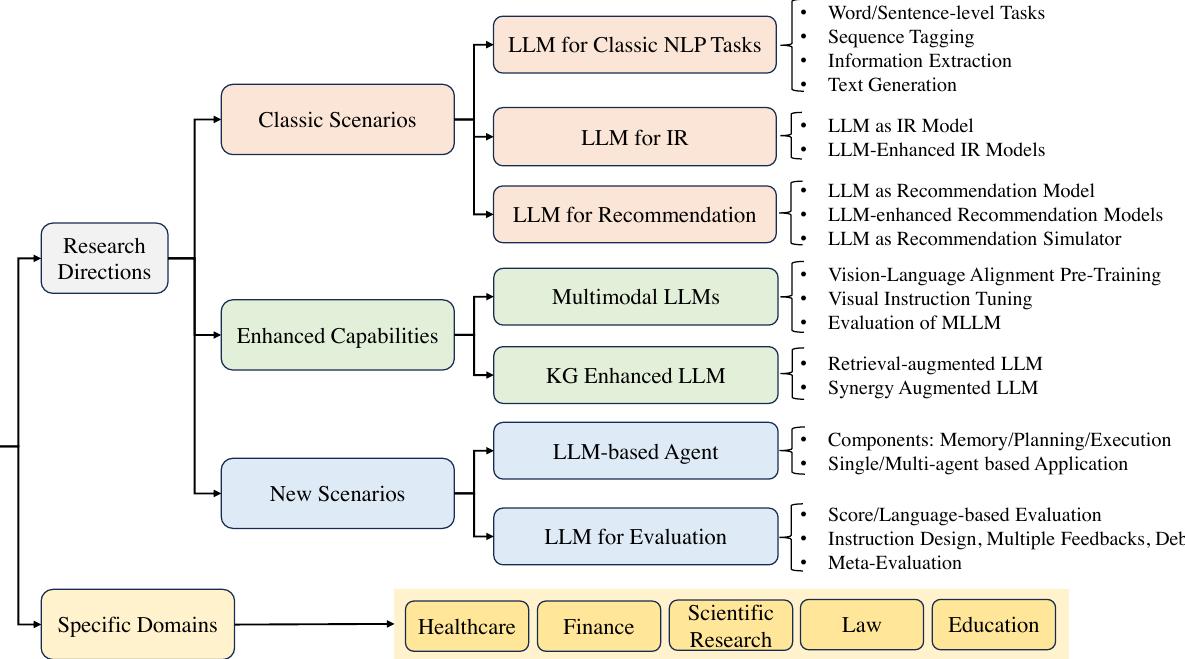 Research
Directions
Classic Scenarios
LLM for Classic NLP Tasks
• Word/Sentence-level Tasks
• Sequence Tagging
• Information Extraction
• Text Generation
LLM for IR
• LLM as IR Model
• LLM-Enhanced IR Models
LLM for Recommendation
• LLM as Recommendation Model
• LLM-enhanced Recommendation Models
• LLM as Recommendation Simulator
Enhanced Capabilities
Multimodal LLMs
• Vision-Language Alignment Pre-Training
• Visual Instruction Tuning
• Evaluation of MLLM
KG Enhanced LLM
• Retrieval-augmented LLM
• Synergy Augmented LLM
New Scenarios
LLM-based Agent
• Components: Memory/Planning/Execution
• Single/Multi-agent based Application
LLM for Evaluation
• Score/Language-based Evaluation
• Instruction Design, Multiple Feedbacks,
• Meta-Evaluation
Specific Domains
Healthcare
Finance
Scientific
Research
Law
Education